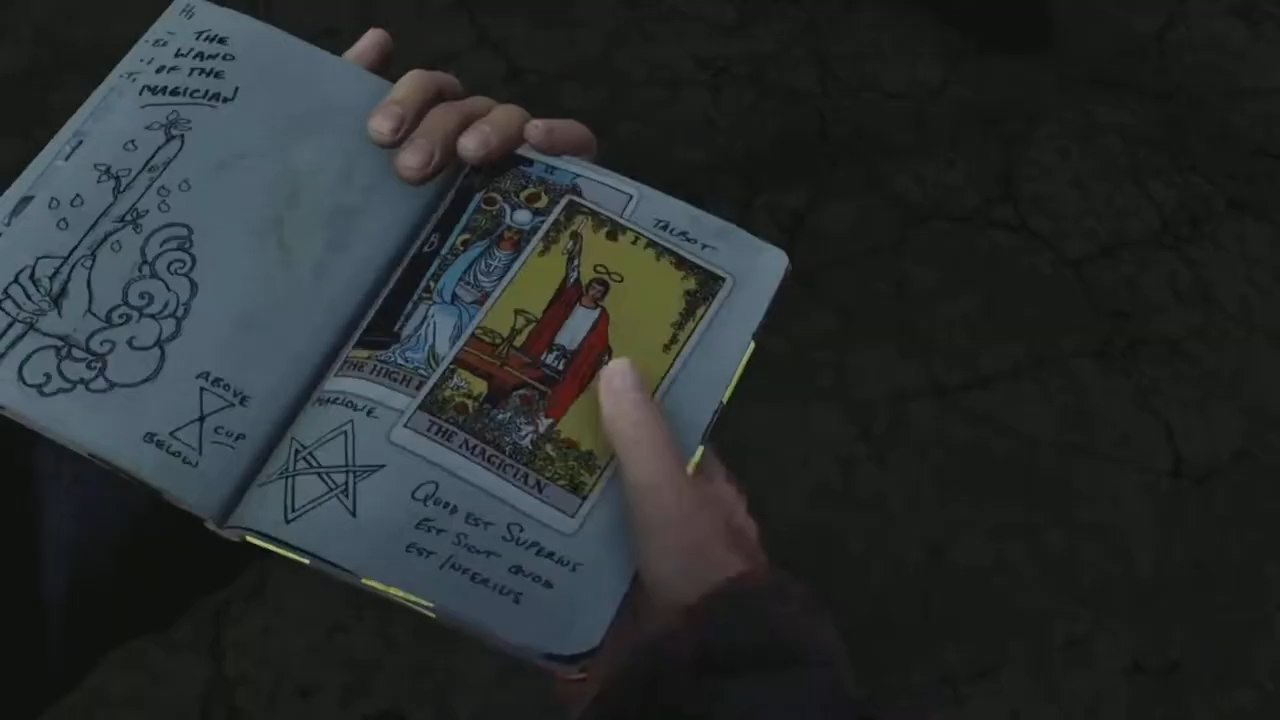 THE
WAND
OF THE
MAGICIAN
ABOVE
CUP
BELOW
II
B
THE HIGH
TALBOT
I
THE MAGICIAN.
MARLOWE
QUOD EST SUPERIUS
EST SICUT QUOD
EST INFERIUS